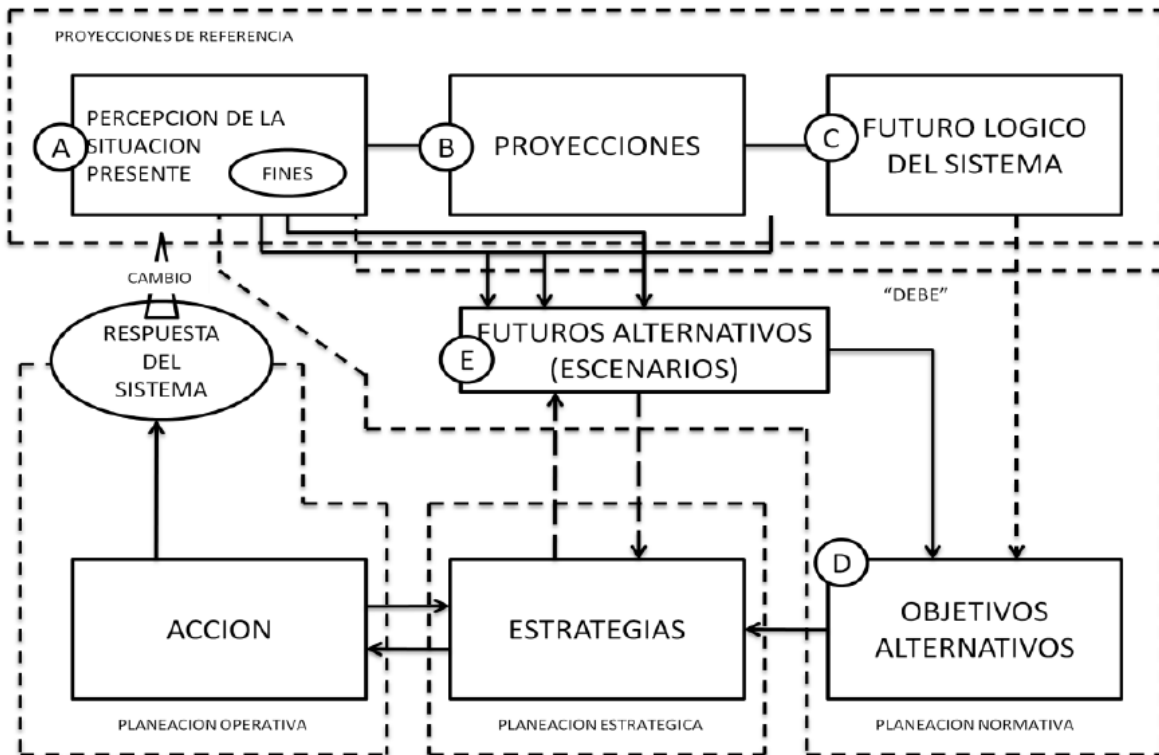 PROYECCIONES DE REFERENCIA
A
PERCEPCION DE LA
SITUACION
PRESENTE
FINES
B
PROYECCIONES
C
FUTURO LOGICO
DEL SISTEMA
CAMBIO
"DEBE"
RESPUESTA
DEL
SISTEMA
E
FUTUROS ALTERNATIVOS
(ESCENARIOS)
ACCION
ESTRATEGIAS
D
OBJETIVOS
ALTERNATIVOS
PLANEACION OPERATIVA
PLANEACION ESTRATEGICA
PLANEACION NORMATIVA